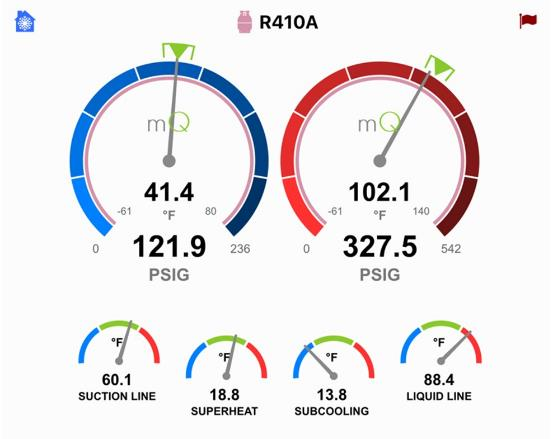 R410A
mQ
41.4
-61 °F 80
0 121.9 236
PSIG
mQ
102.1
-61 °F 140
0 327.5 542
PSIG
°F
60.1
SUCTION LINE
°F
18.8
SUPERHEAT
°F
13.8
SUBCOOLING
°F
88.4
LIQUID LINE